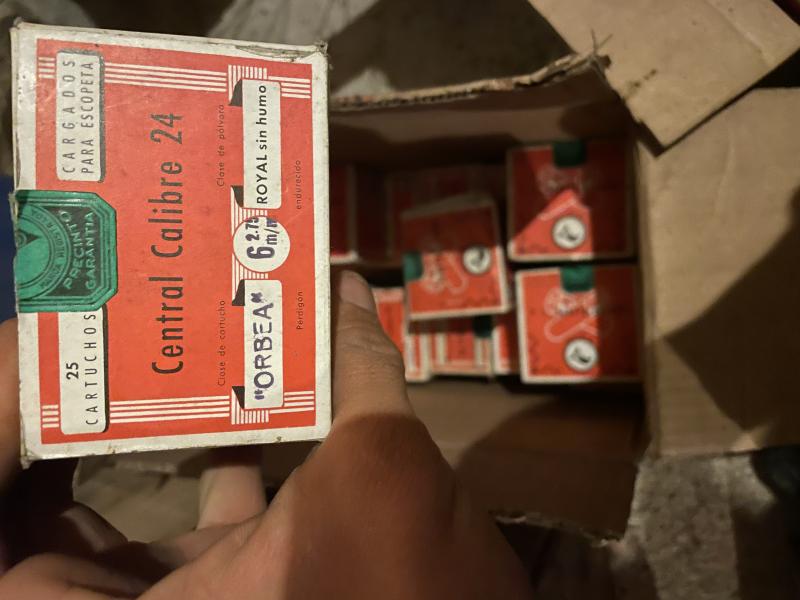 25
CARTUCHOS
CARGADOS
PARA ESCOPETA
PRECINTO
GARANTIA
Central Calibre 24
Clase de cartucho
Clase de pólvora
"ORBEA"
6 2.75 m/m
ROYAL sin humo
Perdigón
endurecido